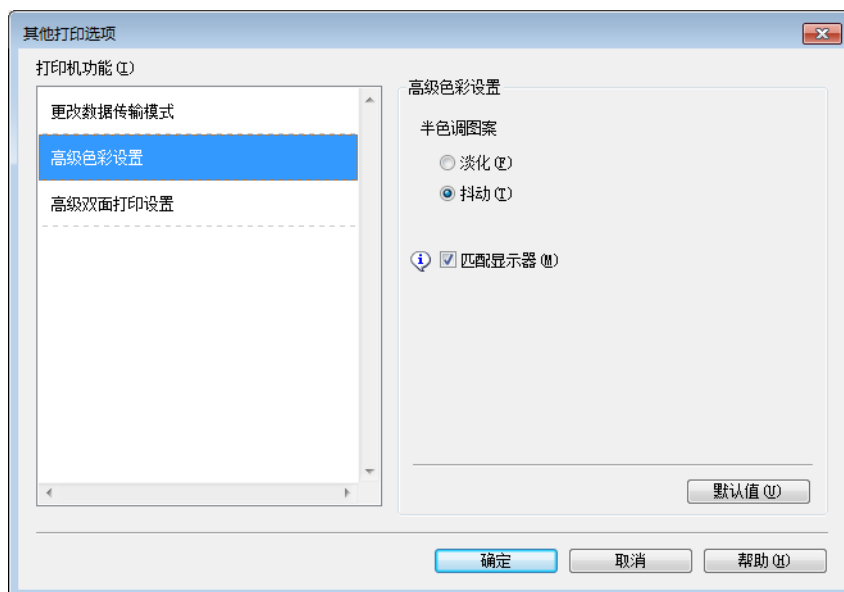 其他打印选项
打印机功能(I)
更改数据传输模式
高级色彩设置
高级双面打印设置
高级色彩设置
半色调图案
淡化(F)
抖动(T)
匹配显示器(M)
默认值(U)
确定
取消
帮助(H)